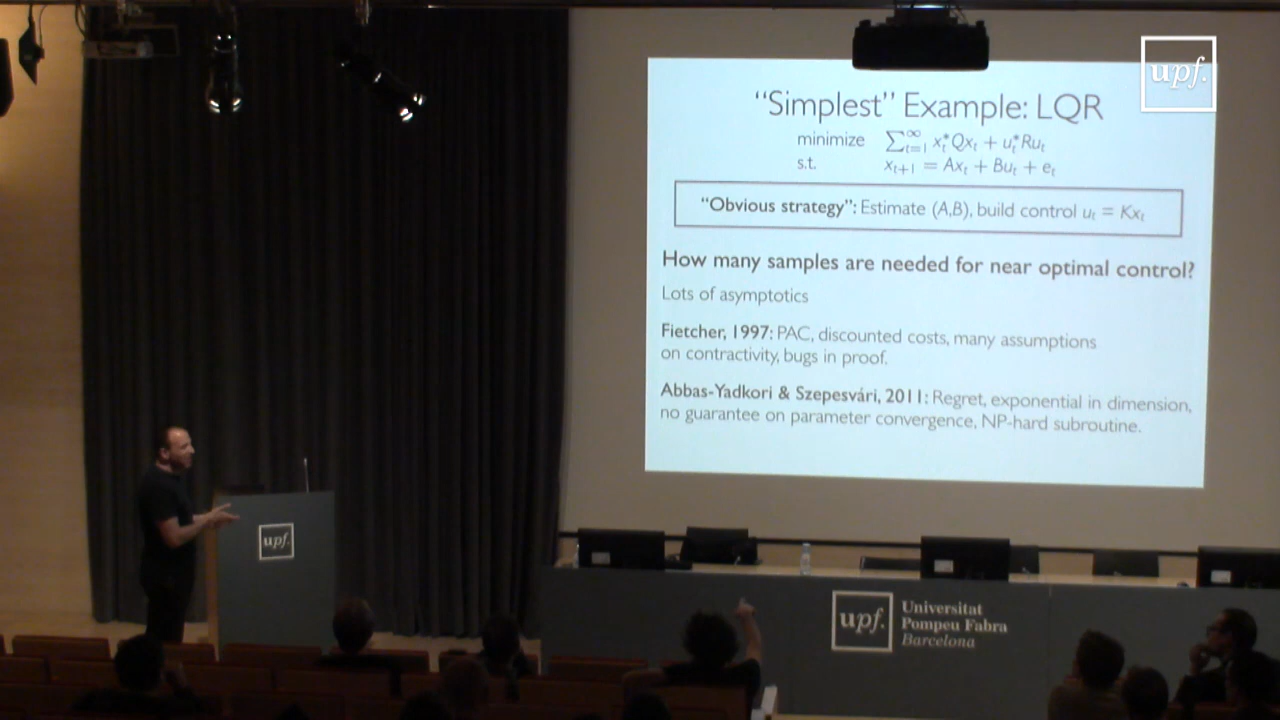 upf.
“Simplest” Example: LQR
minimize ∑_{t=1}^{∞} x_t^* Q x_t + u_t^* R u_t
s.t. x_{t+1} = A x_t + B u_t + e_t
“Obvious strategy”: Estimate (A,B), build control u_t = K x_t
How many samples are needed for near optimal control?
Lots of asymptotics
Fietcher, 1997: PAC, discounted costs, many assumptions
on contractivity, bugs in proof.
Abbas-Yadkori & Szepesvári, 2011: Regret, exponential in dimension,
no guarantee on parameter convergence, NP-hard subroutine.
upf.
upf.
Universitat
Pompeu Fabra
Barcelona